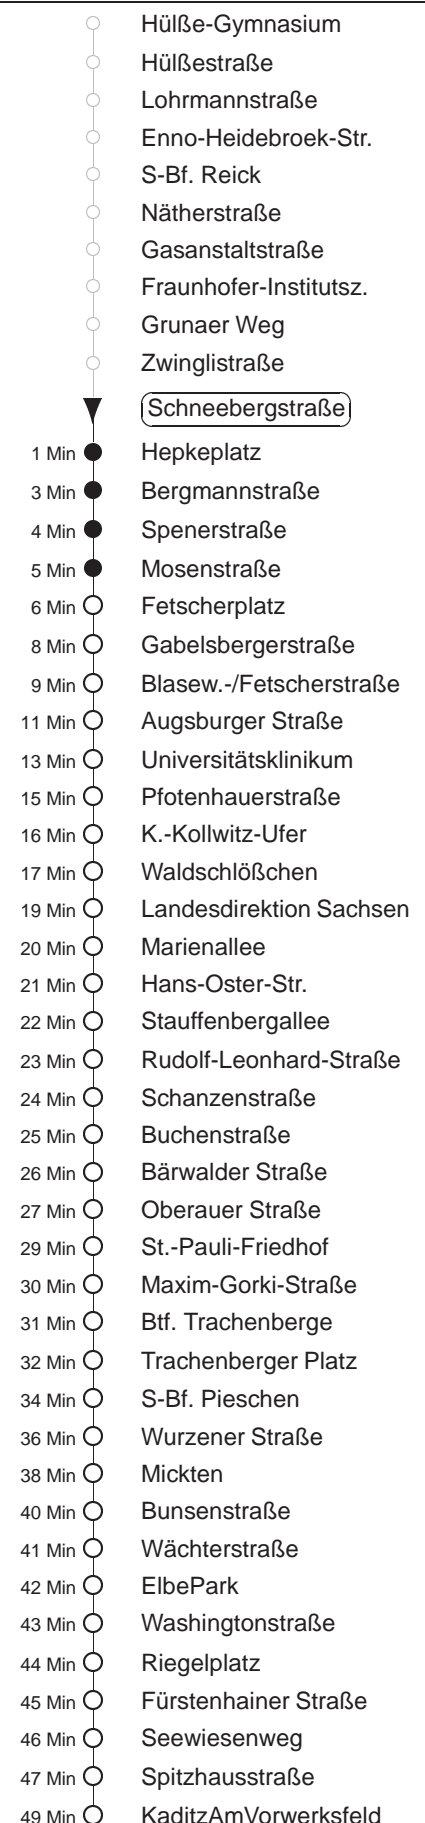 Hülße-Gymnasium
Hülßestraße
Lohrmannstraße
Enno-Heidebroek-Str.
S-Bf. Reick
Nätherstraße
Gasanstaltstraße
Fraunhofer-Institutsz.
Grunaer Weg
Zwinglistraße
Schneebergstraße
1 Min Hepkeplatz
3 Min Bergmannstraße
4 Min Spenerstraße
5 Min Mosenstraße
6 Min Fetscherplatz
8 Min Gabelsbergerstraße
9 Min Blasew.-/Fetscherstraße
11 Min Augsburger Straße
13 Min Universitätsklinikum
15 Min Pfotenhauerstraße
16 Min K.-Kollwitz-Ufer
17 Min Waldschlößchen
19 Min Landesdirektion Sachsen
20 Min Marienallee
21 Min Hans-Oster-Str.
22 Min Stauffenbergallee
23 Min Rudolf-Leonhard-Straße
24 Min Schanzenstraße
25 Min Buchenstraße
26 Min Bärwalder Straße
27 Min Oberauer Straße
29 Min St.-Pauli-Friedhof
30 Min Maxim-Gorki-Straße
31 Min Btf. Trachenberge
32 Min Trachenberger Platz
34 Min S-Bf. Pieschen
36 Min Wurzener Straße
38 Min Mickten
40 Min Bunsenstraße
41 Min Wächterstraße
42 Min ElbePark
43 Min Washingtonstraße
44 Min Riegelplatz
45 Min Fürstenhainer Straße
46 Min Seewiesenweg
47 Min Spitzhausstraße
49 Min KaditzAmVorwerksfeld